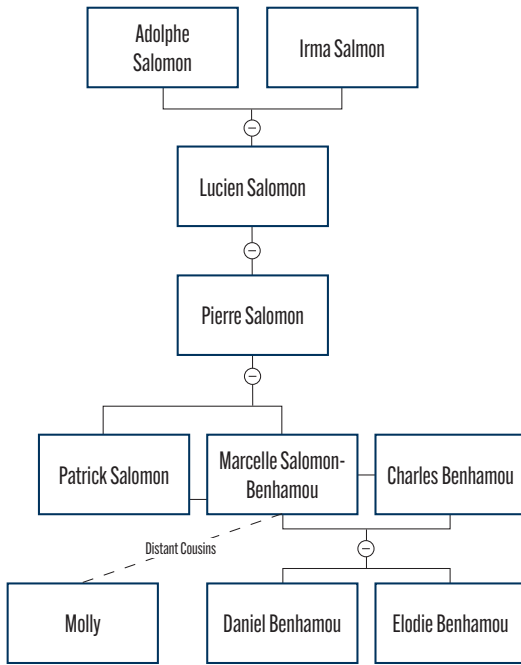 Adolphe
Salomon
Irma Salmon
Lucien Salomon
Pierre Salomon
Patrick Salomon
Marcelle Salomon-
Benhamou
Charles Benhamou
Distant Cousins
Molly
Daniel Benhamou
Elodie Benhamou